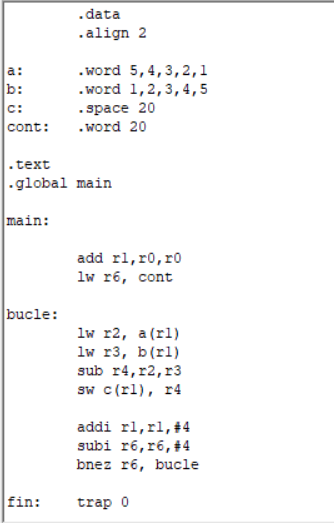 .data
.align 2
a: .word 5,4,3,2,1
b: .word 1,2,3,4,5
c: .space 20
cont: .word 20
.text
.global main
main:
add r1,r0,r0
lw r6, cont
bucle:
lw r2, a(r1)
lw r3, b(r1)
sub r4,r2,r3
sw c(r1), r4
addi r1,r1,#4
subi r6,r6,#4
bnez r6, bucle
fin: trap 0